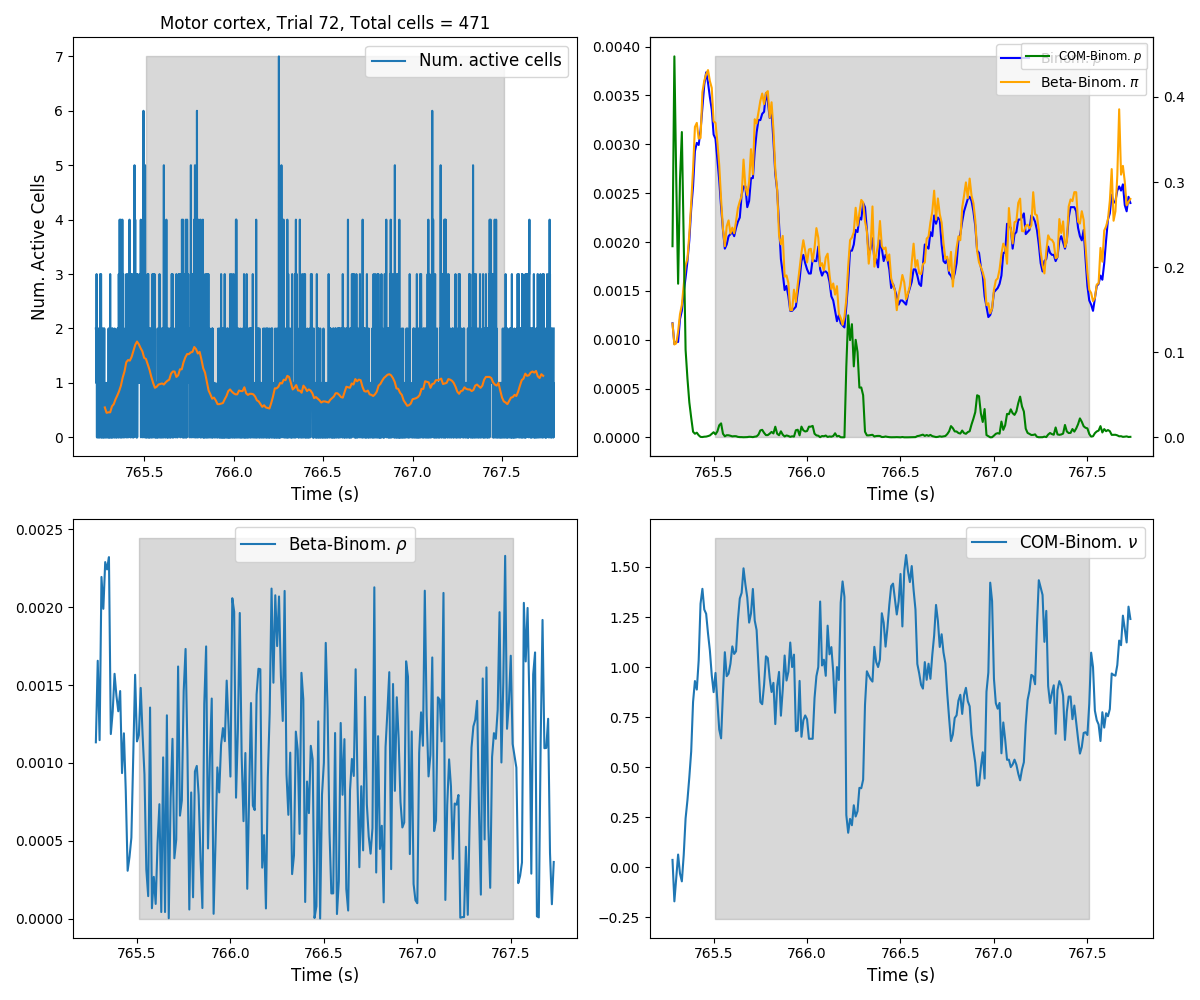 Motor cortex, Trial 72, Total cells = 471
Num. active cells
Num. Active Cells
7
6
5
4
3
2
1
0
765.5 766.0 766.5 767.0 767.5
Time (s)
COM-Binom. p
Beta-Binom. π
0.0040
0.0035
0.0030
0.0025
0.0020
0.0015
0.0010
0.0005
0.0000
0.4
0.3
0.2
0.1
0.0
765.5 766.0 766.5 767.0 767.5
Time (s)
Beta-Binom. ρ
0.0025
0.0020
0.0015
0.0010
0.0005
0.0000
765.5 766.0 766.5 767.0 767.5
Time (s)
COM-Binom. ν
1.50
1.25
1.00
0.75
0.50
0.25
0.00
−0.25
765.5 766.0 766.5 767.0 767.5
Time (s)